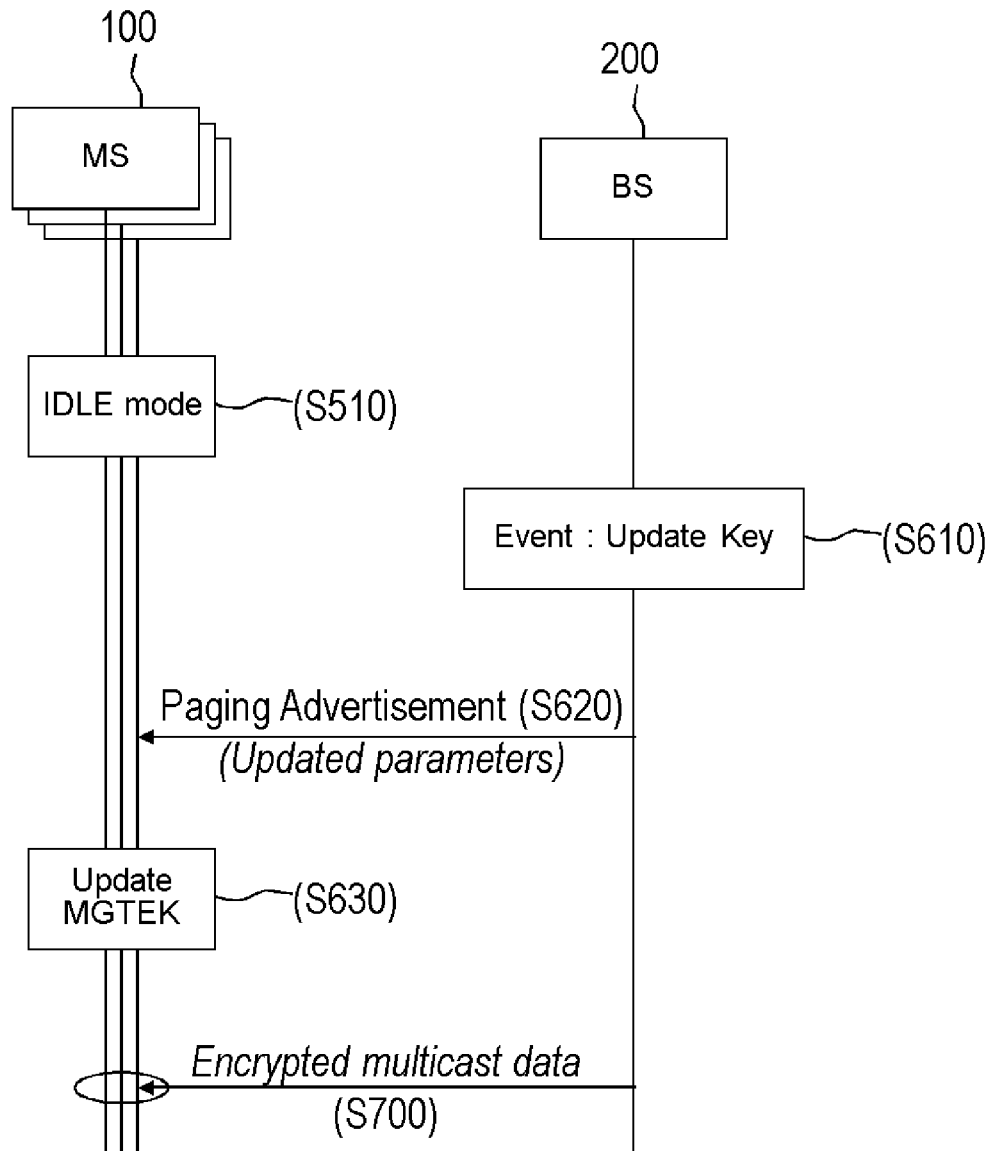 100
200
MS
BS
IDLE mode
(S510)
Event : Update Key
(S610)
Paging Advertisement (S620)
(Updated parameters)
Update
MGTEK
(S630)
Encrypted multicast data
(S700)